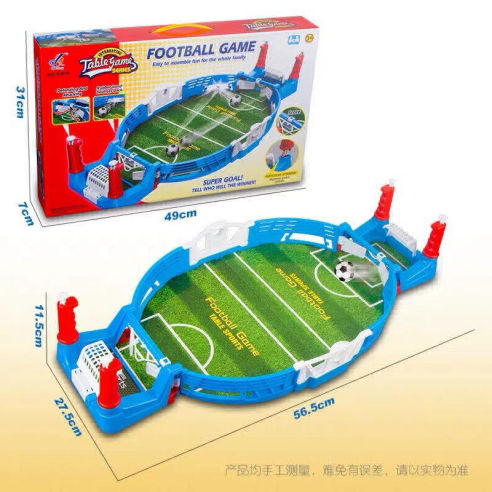 INTERESTING
Table Game
SERIES
FOOTBALL GAME
Easy to assemble fun for the whole family
3+
SUPER GOAL!
TELL WHO WILL THE WINNER!
31cm
7cm
49cm
Football Game
TABLE SPORTS
Football Game
TABLE SPORTS
11.5cm
27.5cm
56.5cm
产品均手工测量，难免有误差，请以实物为准